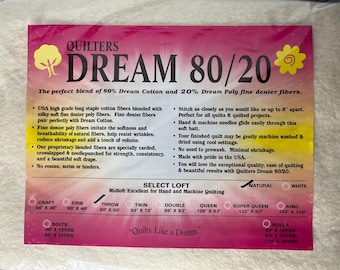 QUILTERS
DREAM 80/20
The perfect blend of 80% Dream Cotton and 20% Dream Poly fine denier fibers.
• USA high grade long staple cotton fibers blended with
silky soft fine denier poly fibers. Fine denier fibers
pair perfectly with Dream Cotton.
• Fine denier poly fibers imitate the softness and
breathability of natural fibers, help resist wrinkles,
reduce shrinkage and add a touch of volume.
• Our proprietary blended fibers are specially carded,
crosslapped & needlepunched for strength, consistency,
and a beautiful soft drape.
• No resins, scrim or binders.
• Stitch as closely as you like or up to 8" apart.
Perfect for all quilts & quilted projects.
• Hand & machine needles glide easily through this
soft batt.
• Your finished quilt may be gently machine washed &
dried using cool settings.
• No need to prewash. Minimal shrinkage.
• Made with pride in the USA.
• You will love the exceptional quality, ease of quilting
& beautiful results with Quilters Dream 80/20.
SELECT LOFT
NATURAL
WHITE
Excellent for Hand and Machine Quilting
CRAFT
CRIB
THROW
TWIN
DOUBLE
QUEEN
SUPER QUEEN
KING
BOLTS
ROLLS
"Quilts Like a Dream"